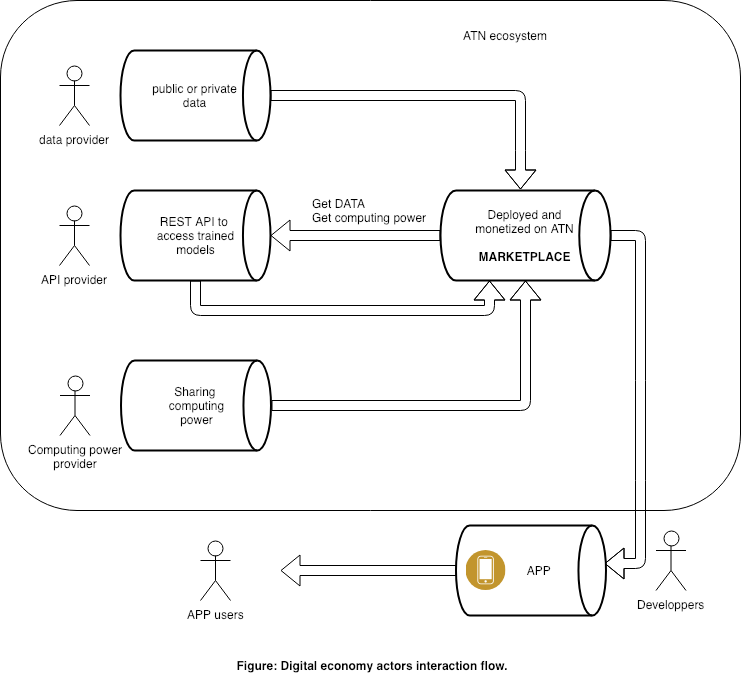 ATN ecosystem
public or private
data
data provider
Get DATA
Get computing power
REST API to
access trained
models
API provider
Deployed and
monetized on ATN
MARKETPLACE
Sharing
computing
power
Computing power
provider
APP
APP users
Developpers
Figure: Digital economy actors interaction flow.